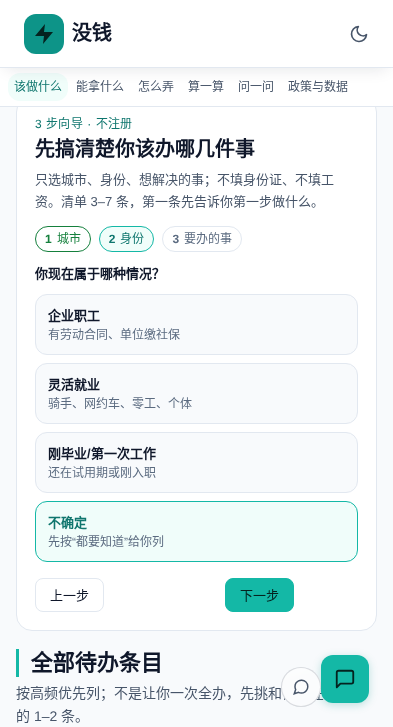 没钱
该做什么 能拿什么 怎么弄 算一算 问一问 政策与数据
3 步向导 · 不注册
先搞清楚你该办哪几件事
只选城市、身份、想解决的事；不填身份证、不填工
资。清单 3–7 条，第一条先告诉你第一步做什么。
1 城市 2 身份 3 要办的事
你现在属于哪种情况？
企业职工
有劳动合同、单位缴社保
灵活就业
骑手、网约车、零工、个体
刚毕业/第一次工作
还在试用期或刚入职
不确定
先按“都要知道”给你列
上一步 下一步
全部待办条目
按高频优先列；不是让你一次全办，先挑和
的 1–2 条。